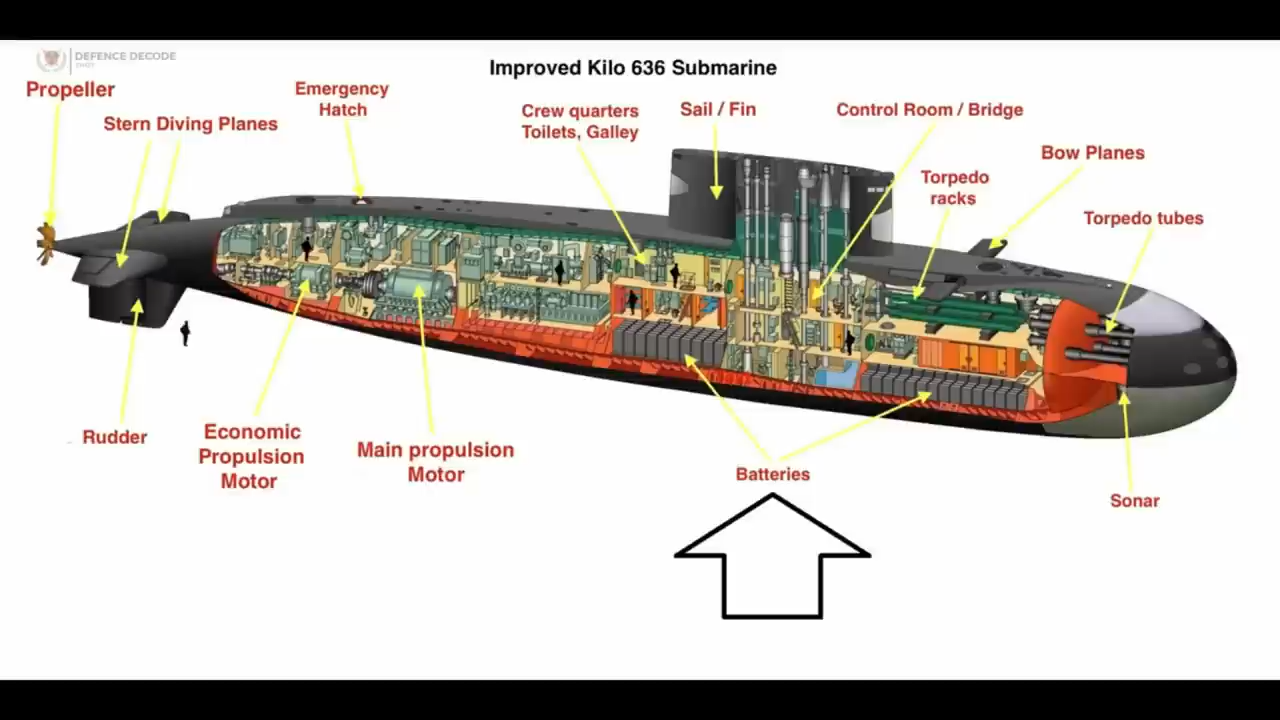 DEFENCE DECODE
Improved Kilo 636 Submarine
Propeller
Stern Diving Planes
Emergency
Hatch
Crew quarters
Toilets, Galley
Sail / Fin
Control Room / Bridge
Torpedo
racks
Bow Planes
Torpedo tubes
Rudder
Economic
Propulsion
Motor
Main propulsion
Motor
Batteries
Sonar